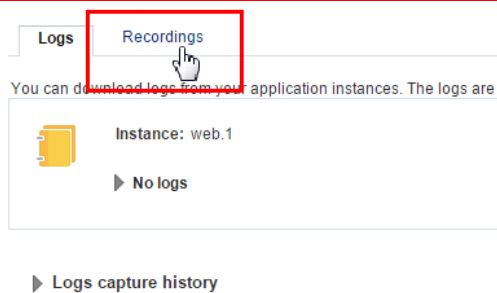 Logs Recordings
You can download logs from your application instances. The logs are
Instance: web.1
No logs
Logs capture history